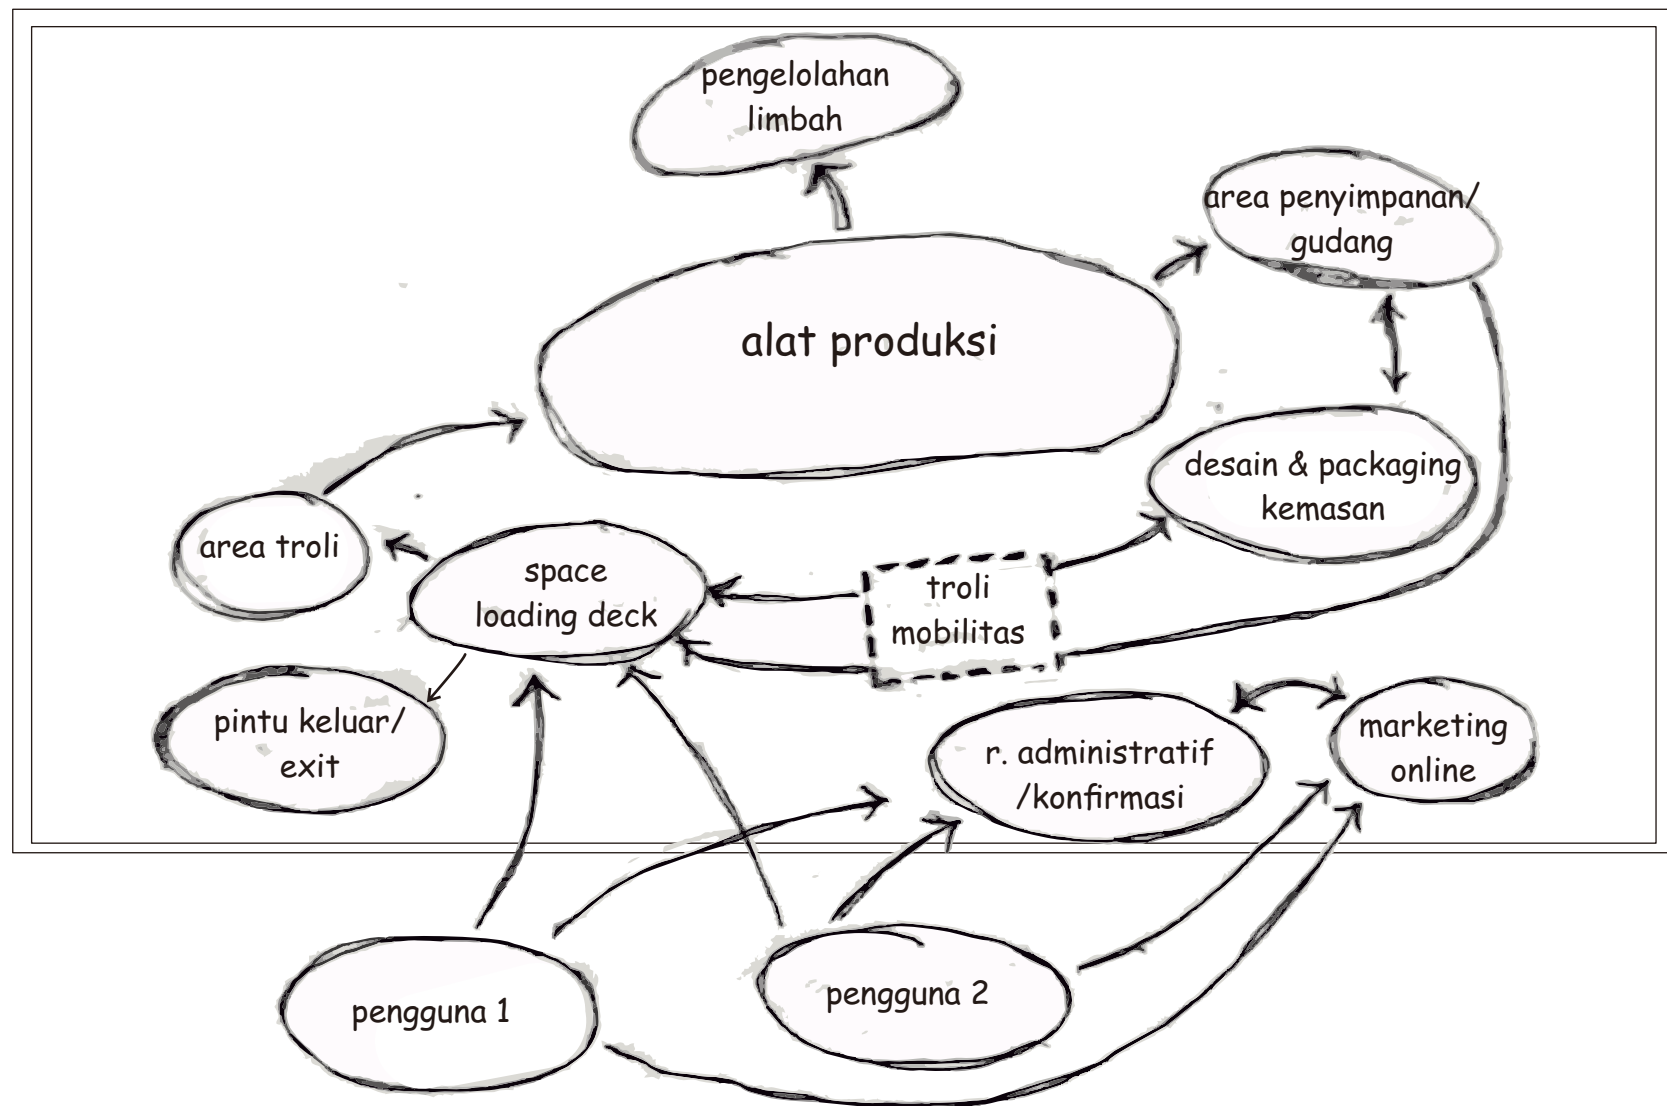 pengelolahan
limbah
area penyimpanan/
gudang
alat produksi
desain & packaging
kemasan
area troli
space
loading deck
troli
mobilitas
pintu keluar/
exit
r. administratif
/konfirmasi
marketing
online
pengguna 1
pengguna 2